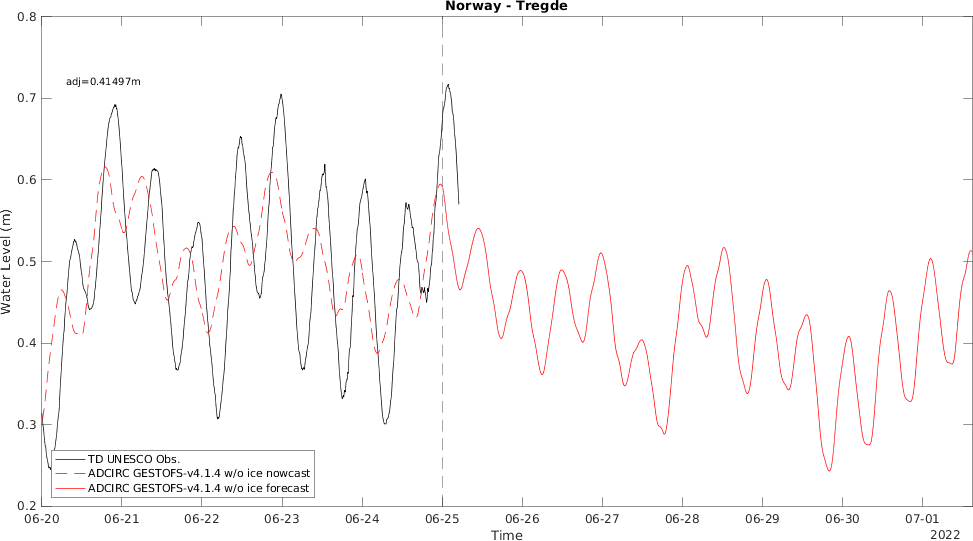 Norway - Tregde
0.8
adj=0.41497m
0.7
0.6
0.5
0.4
0.3
0.2
Water Level (m)
TD UNESCO Obs.
ADCIRC GESTOFS-v4.1.4 w/o ice nowcast
ADCIRC GESTOFS-v4.1.4 w/o ice forecast
06-20 06-21 06-22 06-23 06-24 06-25 06-26 06-27 06-28 06-29 06-30 07-01
2022
Time